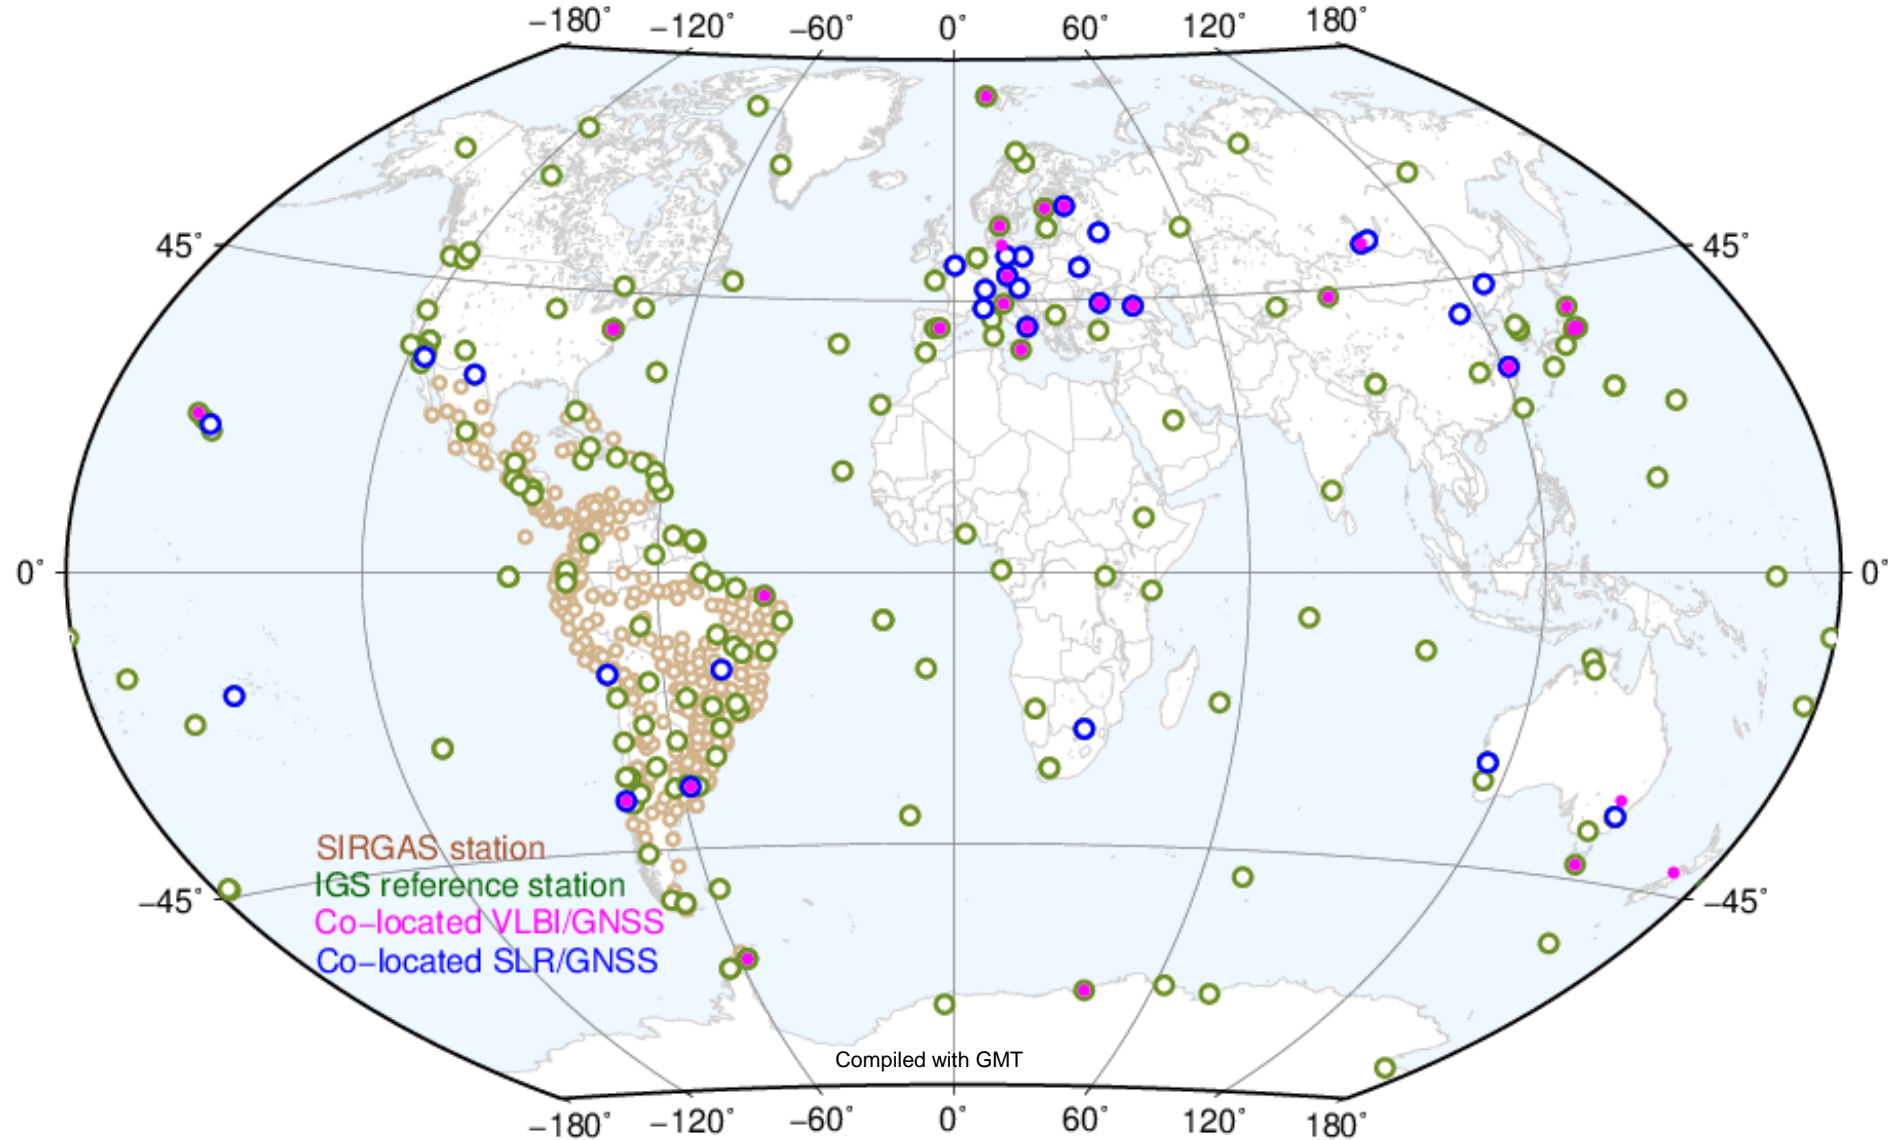 −180˚ −120˚ −60˚ 0˚ 60˚ 120˚ 180˚
45˚ 45˚
0˚ 0˚
SIRGAS station
IGS reference station
−45˚ −45˚
Co−located VLBI/GNSS
Co−located SLR/GNSS
Compiled with GMT
−180˚ −120˚ −60˚ 0˚ 60˚ 120˚ 180˚